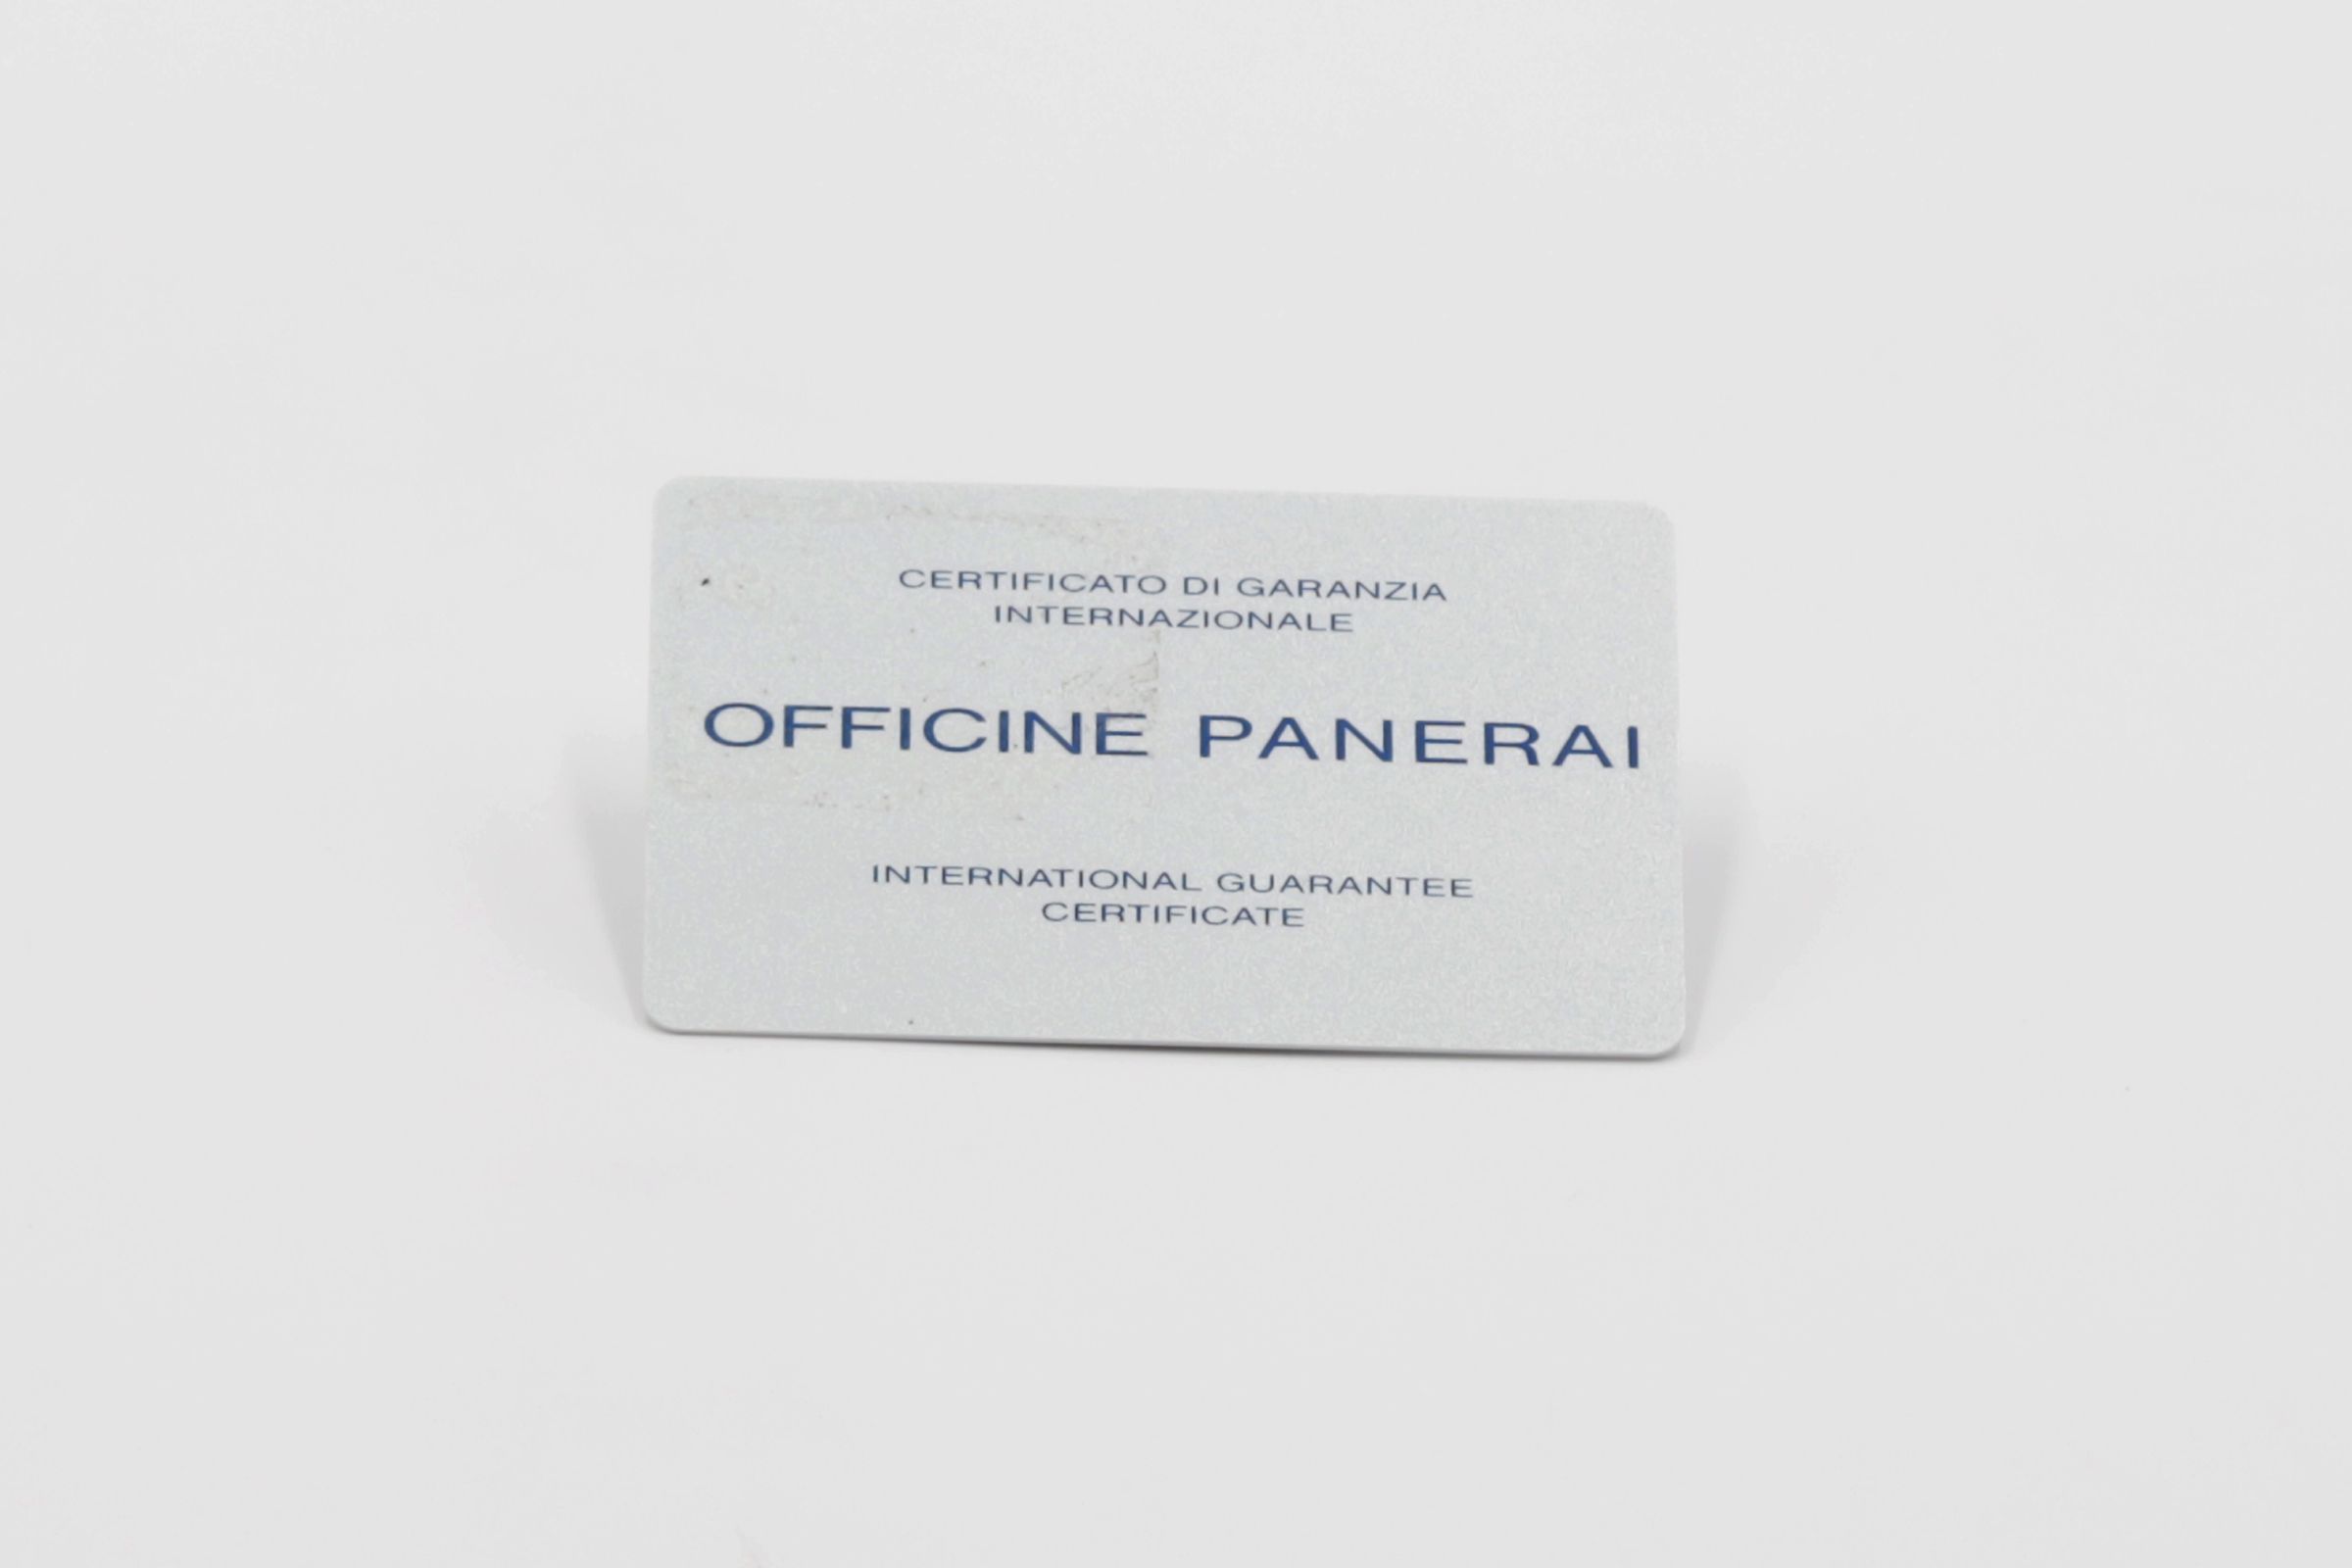 CERTIFICATO DI GARANZIA
INTERNAZIONALE
OFFICINE PANERAI
INTERNATIONAL GUARANTEE
CERTIFICATE